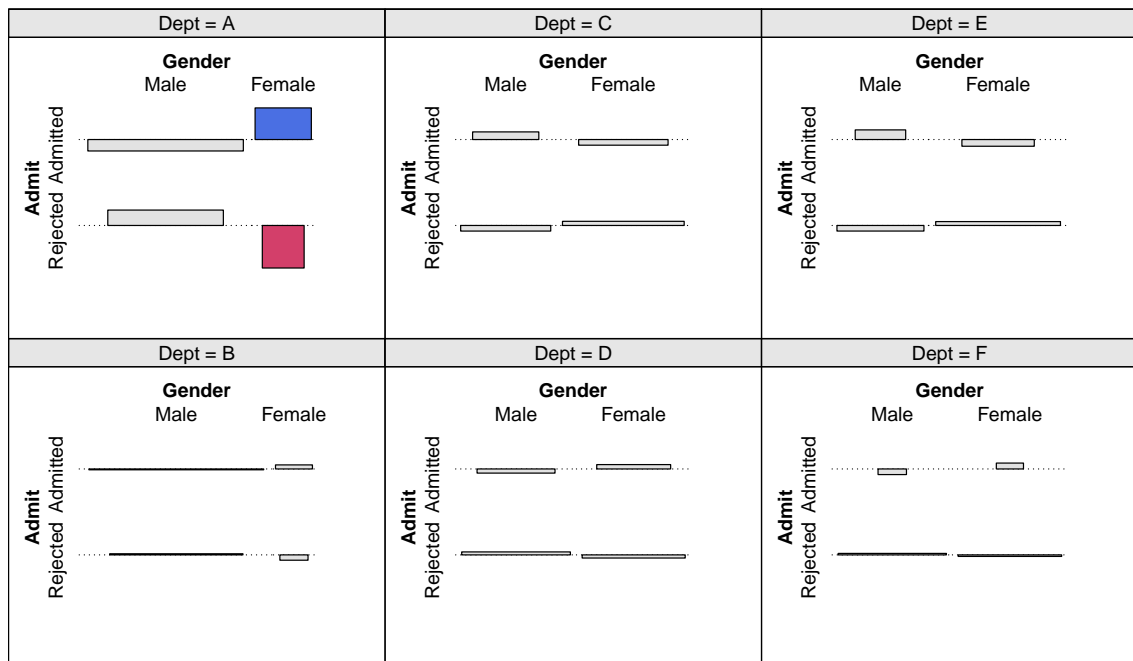 Dept = A
Gender
Male Female
Admit
Admitted
Rejected
Dept = C
Gender
Male Female
Admit
Admitted
Rejected
Dept = E
Gender
Male Female
Admit
Admitted
Rejected
Dept = B
Gender
Male Female
Admit
Admitted
Rejected
Dept = D
Gender
Male Female
Admit
Admitted
Rejected
Dept = F
Gender
Male Female
Admit
Admitted
Rejected